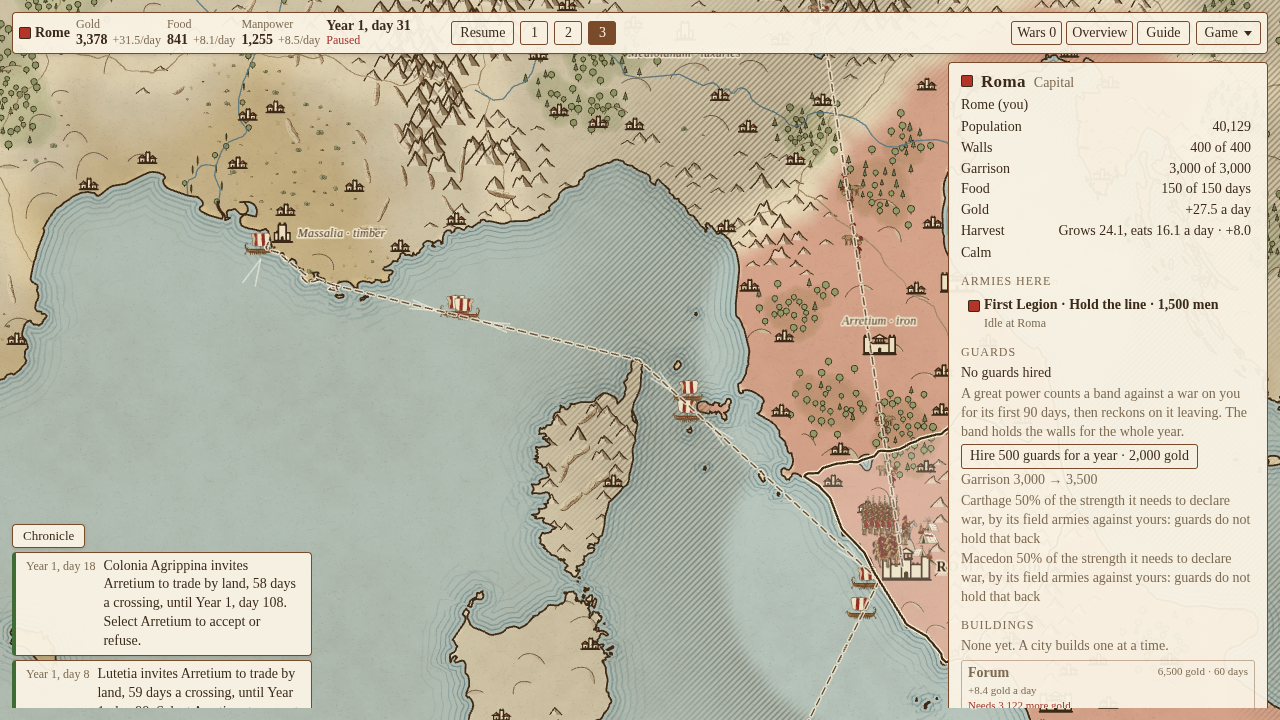 Rome
Gold
3,378 +31.5/day
Food
841 +8.1/day
Manpower
1,255 +8.5/day
Year 1, day 31
Paused
Resume
1
2
3
Wars 0
Overview
Guide
Game
Massalia · timber
Arretium · iron
Roma Capital
Rome (you)
Population 40,129
Walls 400 of 400
Garrison 3,000 of 3,000
Food 150 of 150 days
Gold +27.5 a day
Harvest Grows 24.1, eats 16.1 a day · +8.0
Calm
ARMIES HERE
First Legion · Hold the line · 1,500 men
Idle at Roma
GUARDS
No guards hired
A great power counts a band against a war on you
for its first 90 days, then reckons on it leaving. The
band holds the walls for the whole year.
Hire 500 guards for a year · 2,000 gold
Garrison 3,000 → 3,500
Carthage 50% of the strength it needs to declare
war, by its field armies against yours: guards do not
hold that back
Macedon 50% of the strength it needs to declare
war, by its field armies against yours: guards do not
hold that back
BUILDINGS
None yet. A city builds one at a time.
Forum 6,500 gold · 60 days
+8.4 gold a day
Needs 3,122 more gold
Chronicle
Year 1, day 18 Colonia Agrippina invites
Arretium to trade by land, 58 days
a crossing, until Year 1, day 108.
Select Arretium to accept or
refuse.
Year 1, day 8 Lutetia invites Arretium to trade by
land, 59 days a crossing, until Year